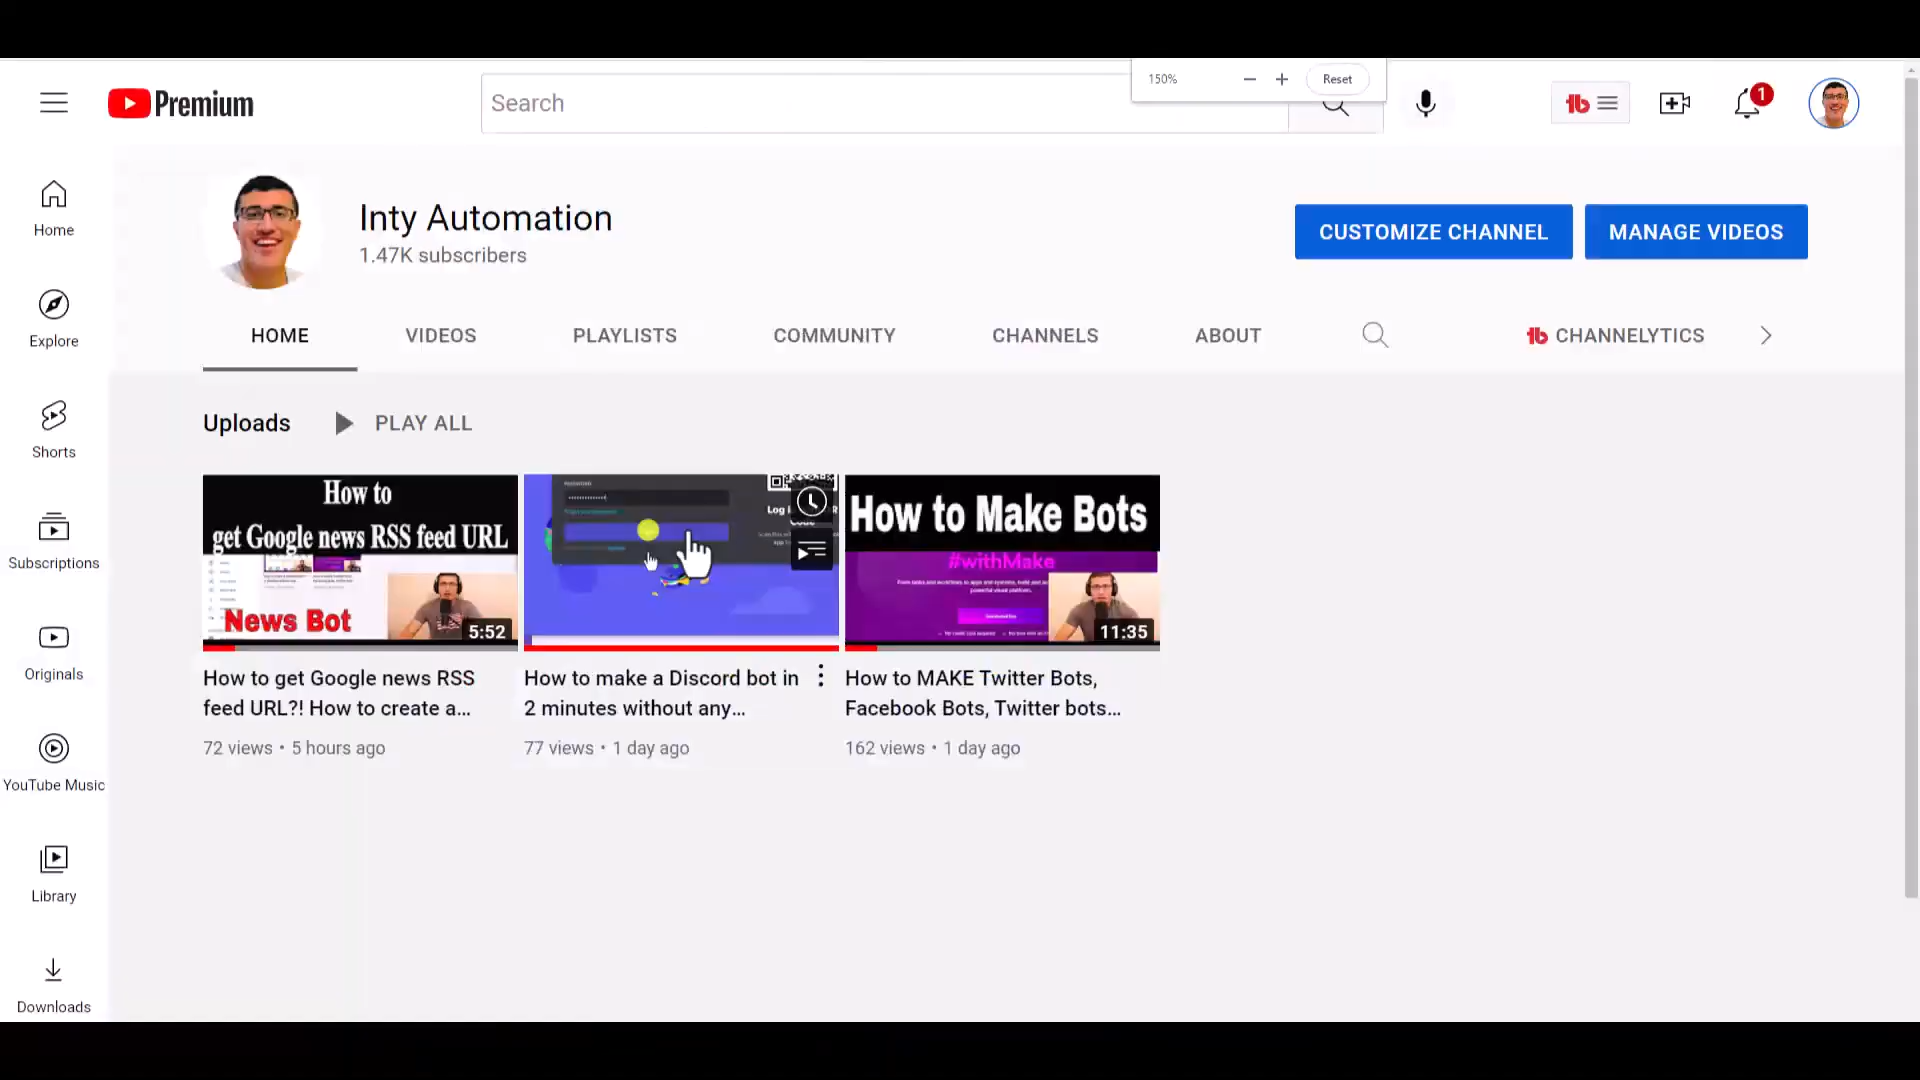 150%
Reset
Premium
Search
1
Home
Explore
Shorts
Subscriptions
Originals
YouTube Music
Library
Downloads
Inty Automation
1.47K subscribers
CUSTOMIZE CHANNEL
MANAGE VIDEOS
HOME
VIDEOS
PLAYLISTS
COMMUNITY
CHANNELS
ABOUT
CHANNELYTICS
Uploads
PLAY ALL
How to
get Google news RSS feed URL
News Bot
5:52
How to get Google news RSS
feed URL?! How to create a...
72 views • 5 hours ago
Log
How to make a Discord bot in
2 minutes without any...
77 views • 1 day ago
How to Make Bots
#withMake
11:35
How to MAKE Twitter Bots,
Facebook Bots, Twitter bots...
162 views • 1 day ago